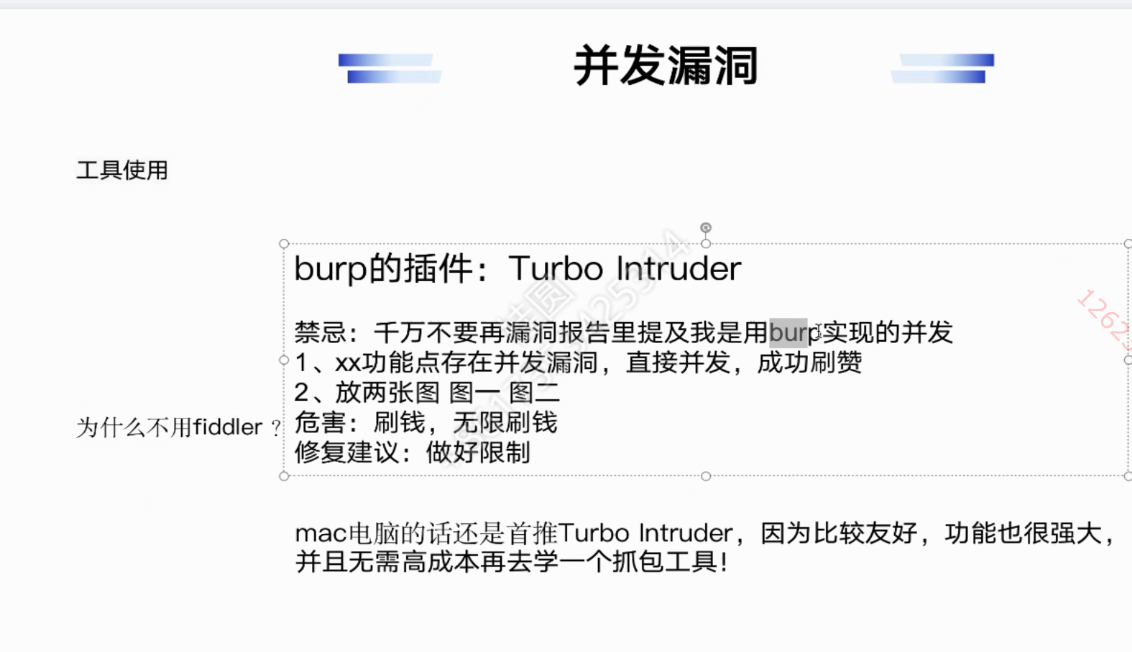 并发漏洞
工具使用
burp的插件：Turbo Intruder
禁忌：千万不要再漏洞报告里提及我是用burp实现的并发
1、xx功能点存在并发漏洞，直接并发，成功刷赞
2、放两张图 图一 图二
为什么不用fiddler ？
危害：刷钱，无限刷钱
修复建议：做好限制
mac电脑的话还是首推Turbo Intruder，因为比较友好，功能也很强大，
并且无需高成本再去学一个抓包工具！